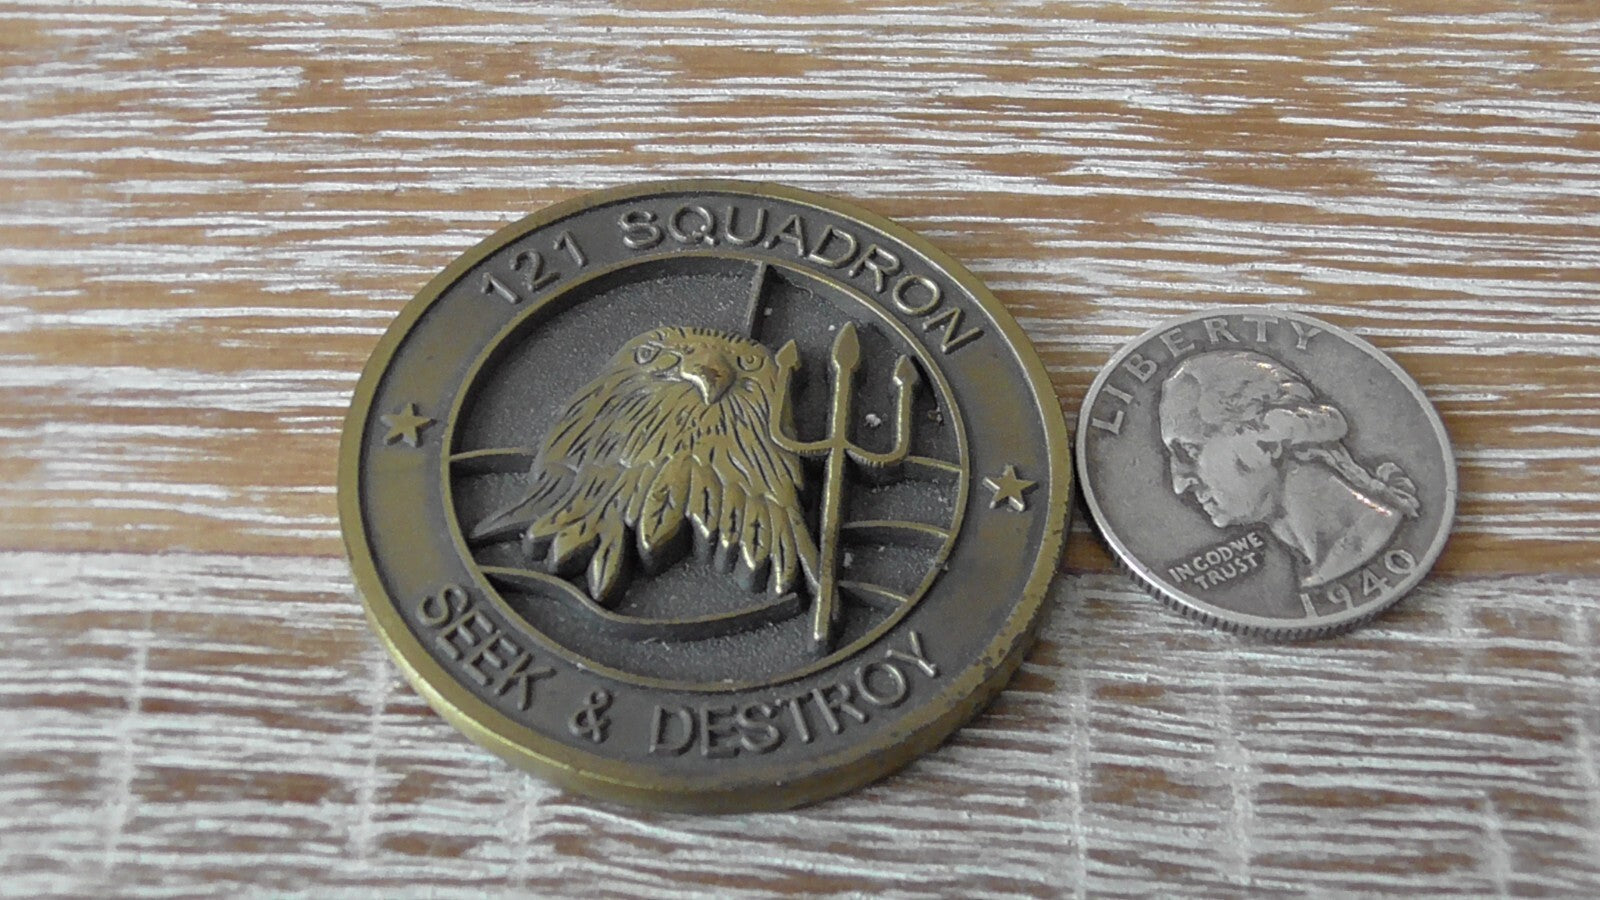 121 SQUADRON
SEEK & DESTROY
LIBERTY
IN GOD WE
TRUST
1940